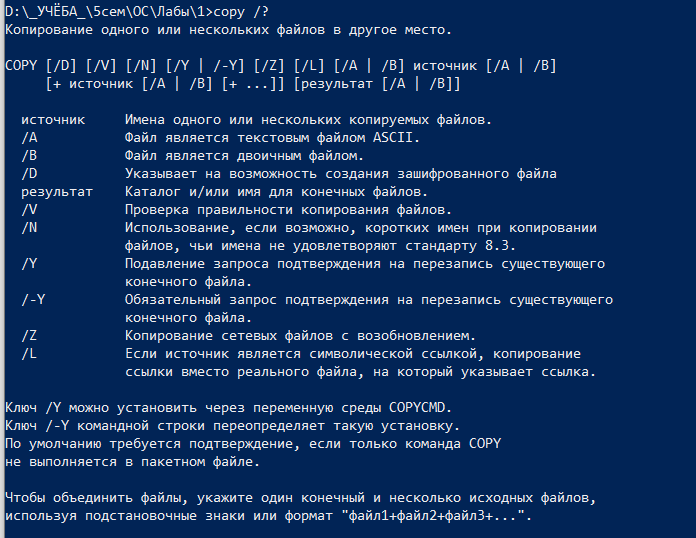 D:\_УЧЁБА_\5сем\ОС\Лабы\1>copy /?
Копирование одного или нескольких файлов в другое место.

COPY [/D] [/V] [/N] [/Y | /-Y] [/Z] [/L] [/A | /B] источник [/A | /B]
     [+ источник [/A | /B] [+ ...]] [результат [/A | /B]]

  источник     Имена одного или нескольких копируемых файлов.
  /A           Файл является текстовым файлом ASCII.
  /B           Файл является двоичным файлом.
  /D           Указывает на возможность создания зашифрованного файла
  результат    Каталог и/или имя для конечных файлов.
  /V           Проверка правильности копирования файлов.
  /N           Использование, если возможно, коротких имен при копировании
               файлов, чьи имена не удовлетворяют стандарту 8.3.
  /Y           Подавление запроса подтверждения на перезапись существующего
               конечного файла.
  /-Y          Обязательный запрос подтверждения на перезапись существующего
               конечного файла.
  /Z           Копирование сетевых файлов с возобновлением.
  /L           Если источник является символической ссылкой, копирование
               ссылки вместо реального файла, на который указывает ссылка.

Ключ /Y можно установить через переменную среды COPYCMD.
Ключ /-Y командной строки переопределяет такую установку.
По умолчанию требуется подтверждение, если только команда COPY
не выполняется в пакетном файле.

Чтобы объединить файлы, укажите один конечный и несколько исходных файлов,
используя подстановочные знаки или формат "файл1+файл2+файл3+...".